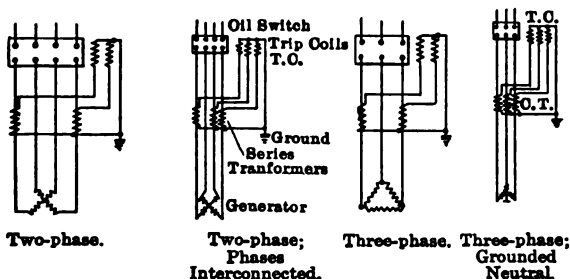 Oil Switch
Trip Coils
T.C.
Ground
Series
Tranformers
Generator
T.C.
C.T.
Two-phase.
Two-phase;
Phases
Interconnected.
Three-phase.
Three-phase;
Grounded
Neutral.